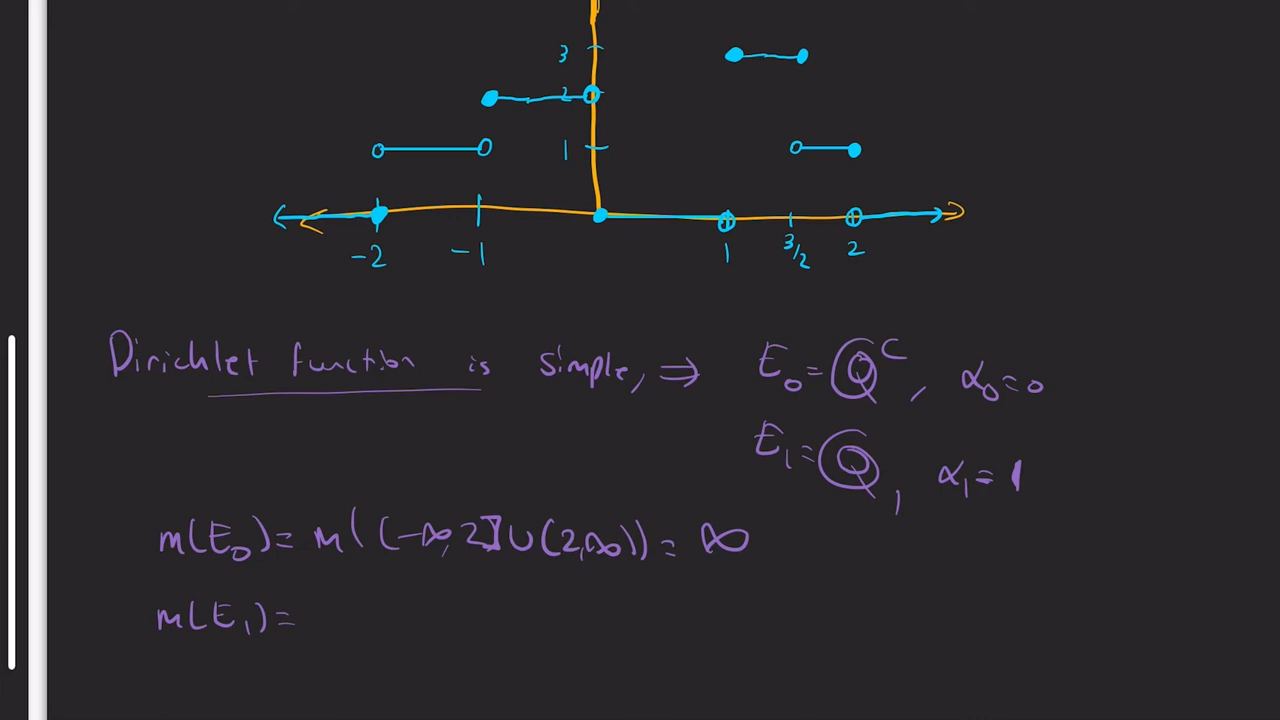 3
2
1
-2 -1 1 3/2 2
Dirichlet function is simple, ⇒ E₀=ℚᶜ, α₀=0
E₁=ℚ, α₁=1
m(E₀)= m((-∞,2]∪(2,∞))= ∞
m(E₁)=